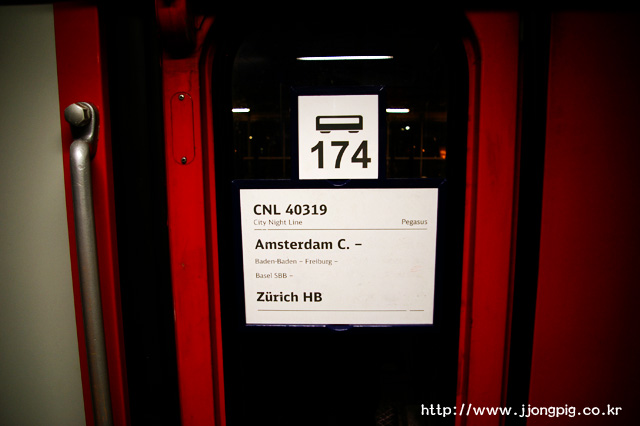 174
CNL 40319
City Night Line Pegasus
Amsterdam C. –
Baden-Baden – Freiburg –
Basel SBB –
Zürich HB
http://www.jjongpig.co.kr